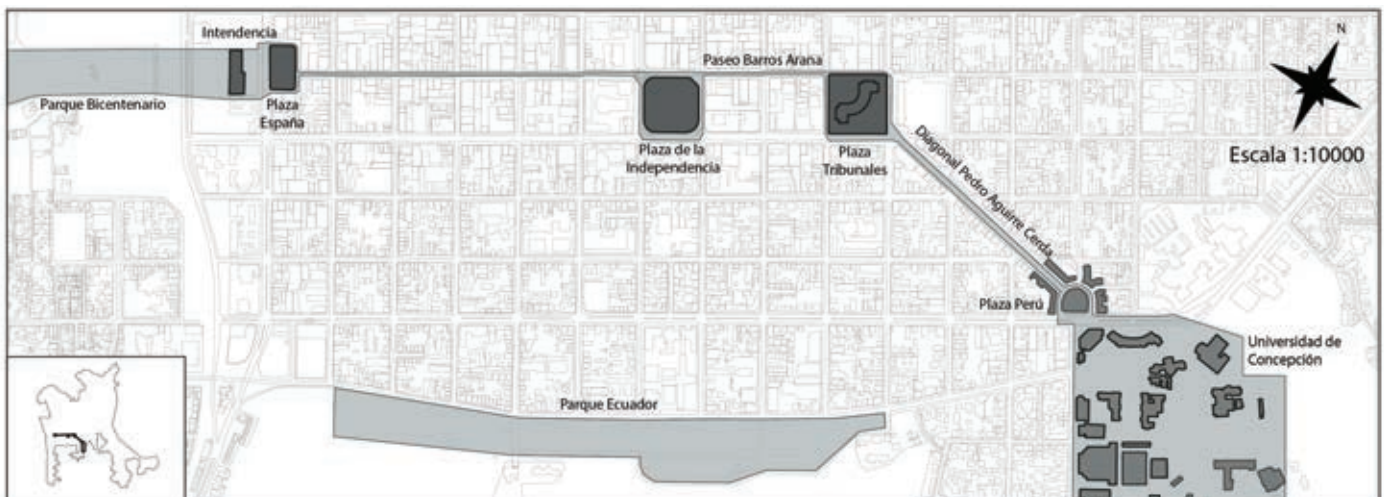 Intendencia
Parque Bicentenario
Plaza
España
Paseo Barros Arana
Plaza de la
Independencia
Plaza
Tribunales
Diagonal Pedro Aguirre Cerda
N
Escala 1:10000
Plaza Perú
Universidad de
Concepción
Parque Ecuador